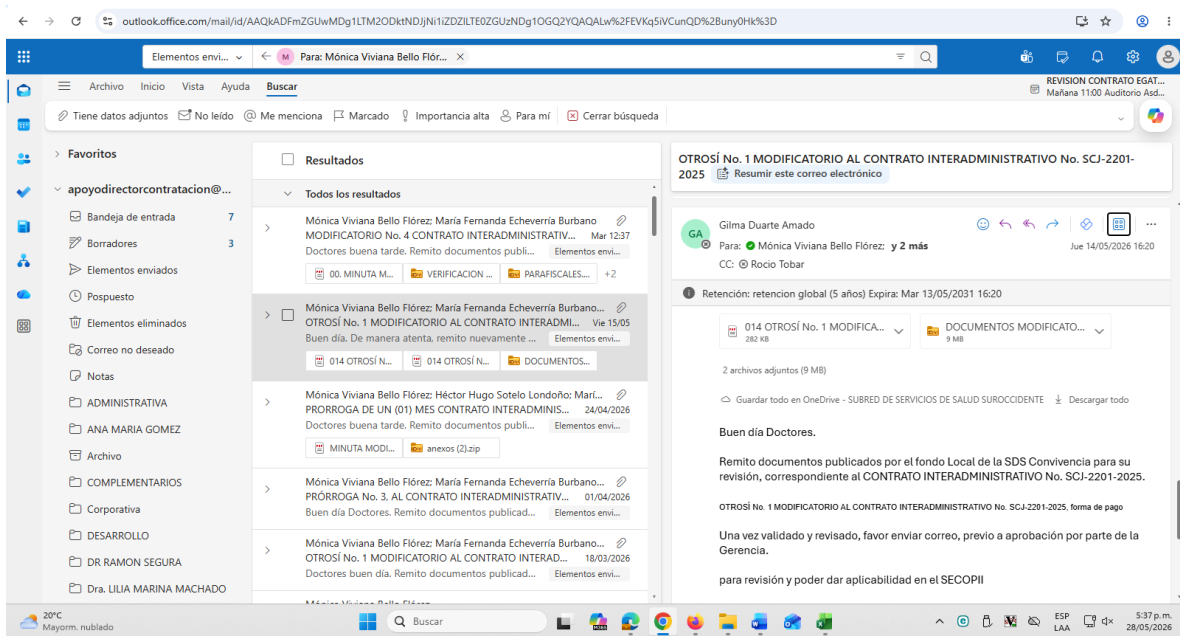 outlook.office.com/mail/id/AAQkADFmZGUwMDg1LTM2ODktNDJjNi1iZDZILTE0ZGUzNDg1OGQ2YQAQALw%2FEVKq5iVCunQD%2Buny0Hk%3D
Elementos envi...
M Para: Mónica Viviana Bello Flór...
Archivo Inicio Vista Ayuda Buscar
REVISION CONTRATO EGAT...
Mañana 11:00 Auditorio Asd...
Tiene datos adjuntos No leído Me menciona Marcado Importancia alta Para mí Cerrar búsqueda
Favoritos
apoyodirectorcontratacion@...
Bandeja de entrada 7
Borradores 3
Elementos enviados
Pospuesto
Elementos eliminados
Correo no deseado
Notas
ADMINISTRATIVA
ANA MARIA GOMEZ
Archivo
COMPLEMENTARIOS
Corporativa
DESARROLLO
DR RAMON SEGURA
Dra. LILIA MARINA MACHADO
Resultados
Todos los resultados
Mónica Viviana Bello Flórez; María Fernanda Echeverría Burbano
MODIFICATORIO No. 4 CONTRATO INTERADMINISTRATIV... Mar 12:37
Doctores buena tarde. Remito documentos publi... Elementos envi...
00. MINUTA M... VERIFICACION ... PARAFISCALES.... +2
Mónica Viviana Bello Flórez; María Fernanda Echeverría Burbano...
OTROSÍ No. 1 MODIFICATORIO AL CONTRATO INTERADMI... Vie 15/05
Buen día. De manera atenta, remito nuevamente ... Elementos envi...
014 OTROSÍ N... 014 OTROSÍ N... DOCUMENTOS...
Mónica Viviana Bello Flórez; Héctor Hugo Sotelo Londoño; Marí...
PRORROGA DE UN (01) MES CONTRATO INTERADMINIS... 24/04/2026
Doctores buena tarde. Remito documentos publi... Elementos envi...
MINUTA MODI... anexos (2).zip
Mónica Viviana Bello Flórez; María Fernanda Echeverría Burbano
PRÓRROGA No. 3, AL CONTRATO INTERADMINISTRATIV... 01/04/2026
Buen día Doctores. Remito documentos publicad... Elementos envi...
Mónica Viviana Bello Flórez; María Fernanda Echeverría Burbano...
OTROSÍ No. 1 MODIFICATORIO AL CONTRATO INTERAD... 18/03/2026
Doctores buen día. Remito documentos publicad... Elementos envi...
OTROSÍ No. 1 MODIFICATORIO AL CONTRATO INTERADMINISTRATIVO No. SCJ-2201-
2025 Resumir este correo electrónico
GA Gilma Duarte Amado
Para: Mónica Viviana Bello Flórez; y 2 más
Jue 14/05/2026 16:20
CC: Rocio Tobar
Retención: retencion global (5 años) Expira: Mar 13/05/2031 16:20
014 OTROSÍ No. 1 MODIFICA... DOCUMENTOS MODIFICATO...
282 KB 9 MB
2 archivos adjuntos (9 MB)
Guardar todo en OneDrive - SUBRED DE SERVICIOS DE SALUD SUROCCIDENTE Descargar todo
Buen día Doctores.
Remito documentos publicados por el fondo Local de la SDS Convivencia para su
revisión, correspondiente al CONTRATO INTERADMINISTRATIVO No. SCJ-2201-2025.
OTROSÍ No. 1 MODIFICATORIO AL CONTRATO INTERADMINISTRATIVO No. SCJ-2201-2025, forma de pago
Una vez validado y revisado, favor enviar correo, previo a aprobación por parte de la
Gerencia.
para revisión y poder dar aplicabilidad en el SECOPII
20°C
Mayorm. nublado
Buscar
ESP
LAA
5:37 p.m.
28/05/2026